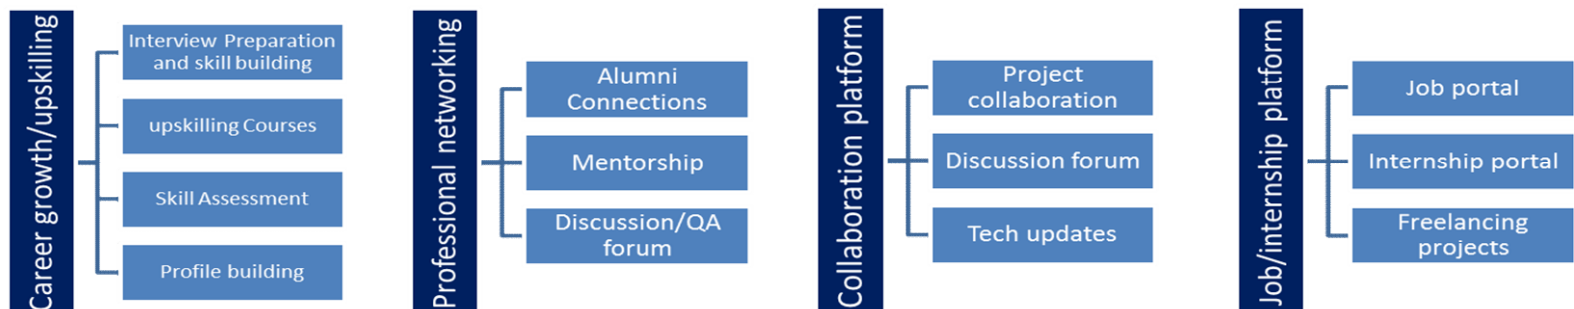 Career growth/upskilling
Interview Preparation
and skill building
upskilling Courses
Skill Assessment
Profile building
Professional networking
Alumni
Connections
Mentorship
Discussion/QA
forum
Collaboration platform
Project
collaboration
Discussion forum
Tech updates
Job/internship platform
Job portal
Internship portal
Freelancing
projects